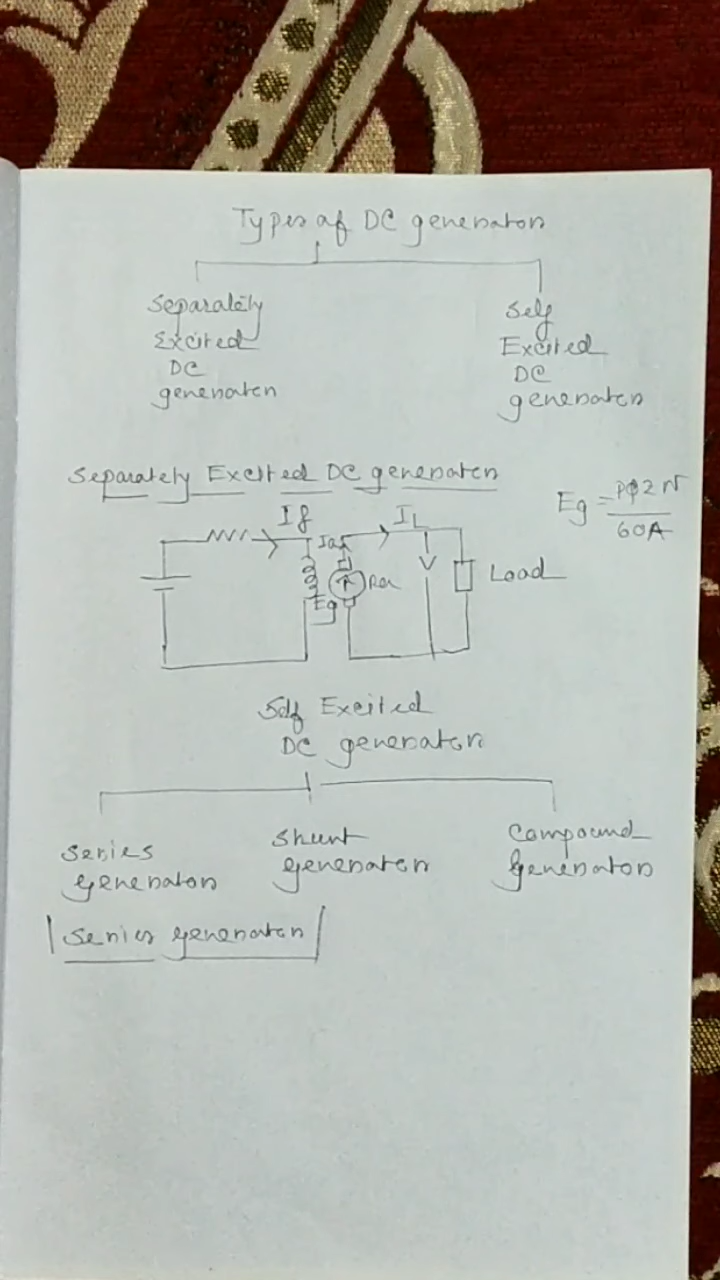 Types of DC generator
Separately
Excited
DC
generator
Self
Excited
DC
generator
Separately Excited DC generator
Eg = PΦZN
60A
If
Ia
IL
V
Ra
Eg
Load
Self Excited
DC generator
Series
generator
Shunt
generator
Compound
generator
Series generator